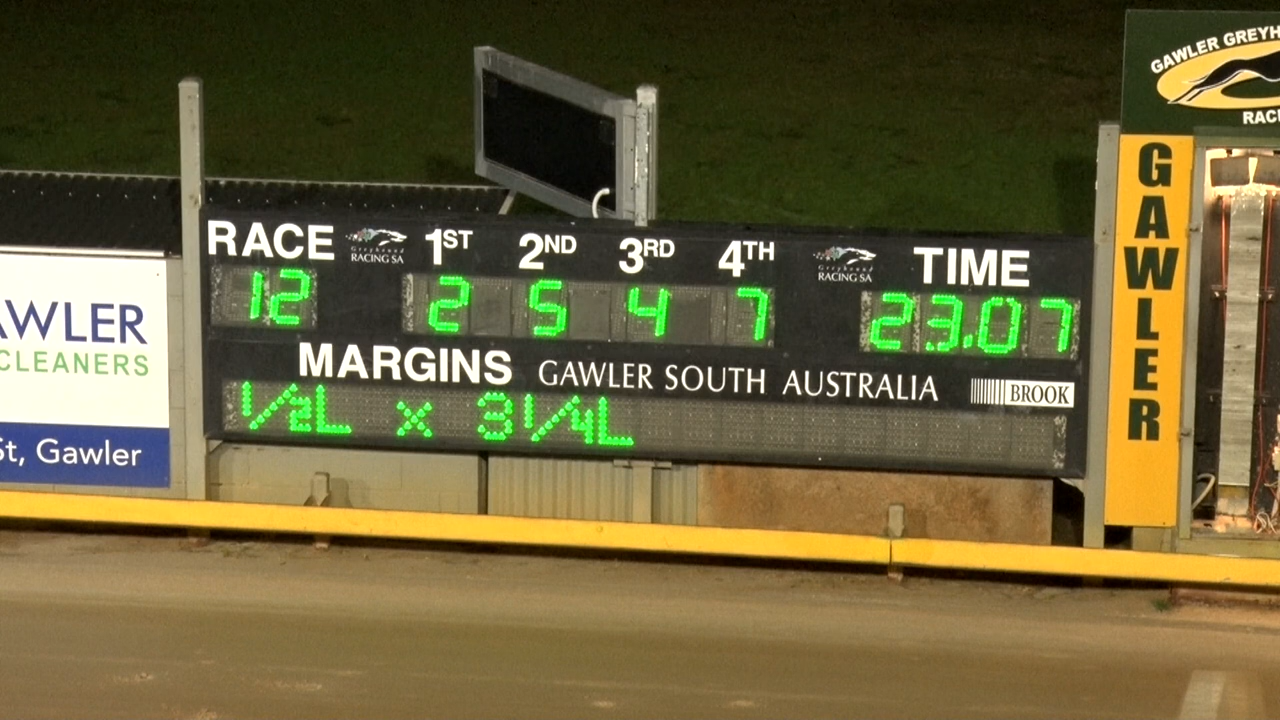 GAWLER GREYH
RACI
GAWLER
RACE
Greyhound
RACING SA
1ST
2ND
3RD
4TH
Greyhound
RACING SA
TIME
12
2
5
4
7
23.07
MARGINS
GAWLER SOUTH AUSTRALIA
BROOK
1/2L x 3 1/4L
AWLER
CLEANERS
St, Gawler